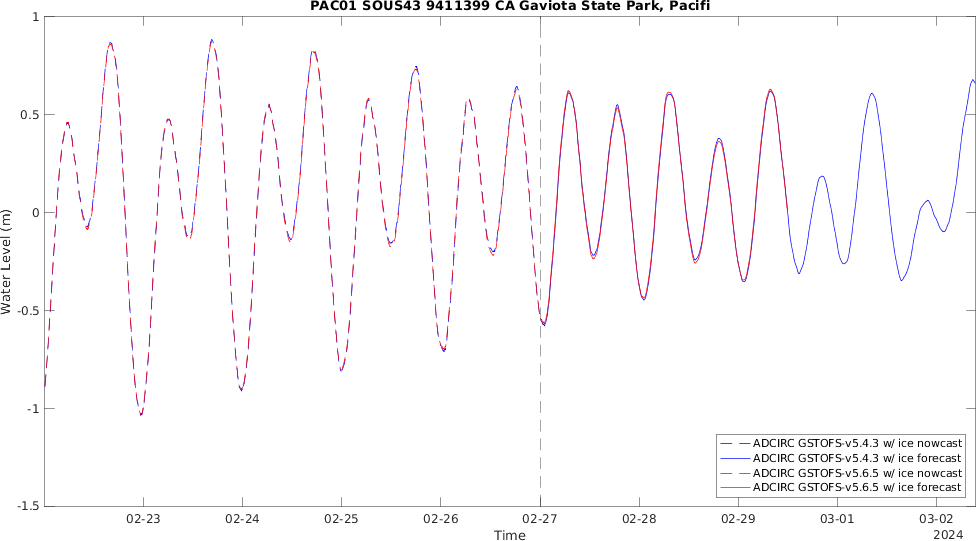 PAC01 SOUS43 9411399 CA Gaviota State Park, Pacifi
1
0.5
0
-0.5
-1
-1.5
Water Level (m)
02-23 02-24 02-25 02-26 02-27 02-28 02-29 03-01 03-02
2024
Time
ADCIRC GSTOFS-v5.4.3 w/ ice nowcast
ADCIRC GSTOFS-v5.4.3 w/ ice forecast
ADCIRC GSTOFS-v5.6.5 w/ ice nowcast
ADCIRC GSTOFS-v5.6.5 w/ ice forecast